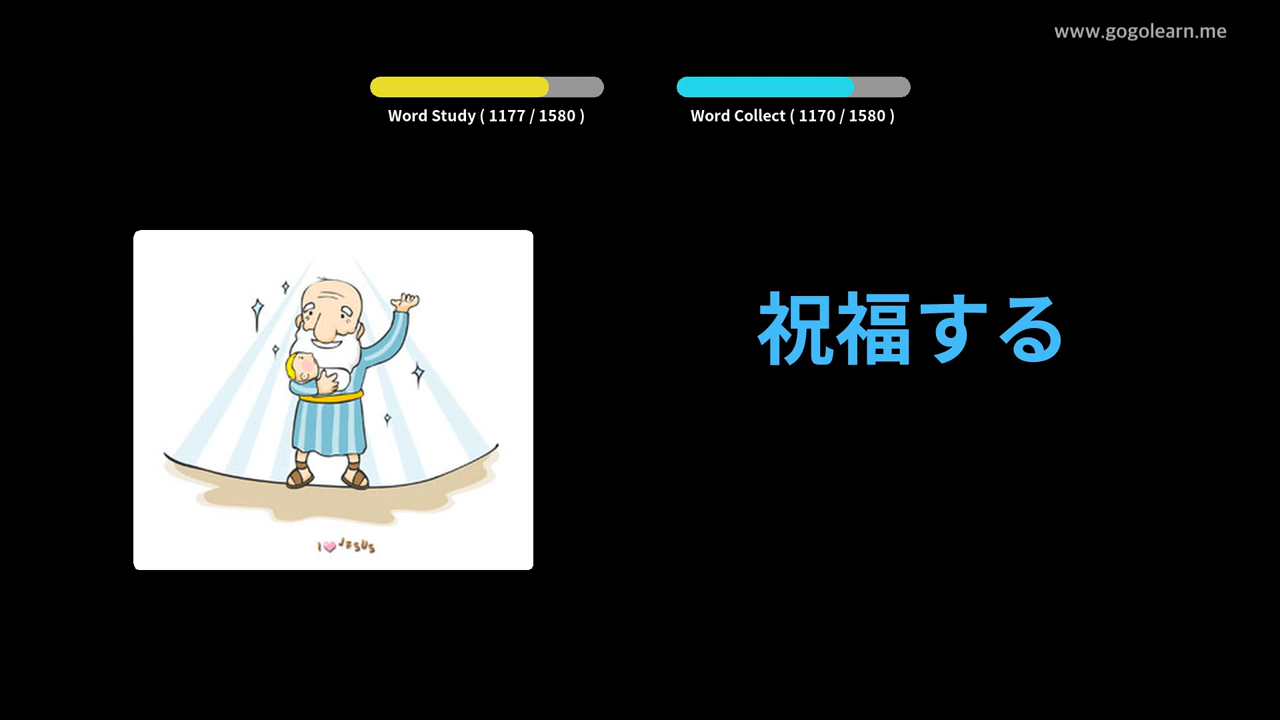 www.gogolearn.me
Word Study ( 1177 / 1580 )
Word Collect ( 1170 / 1580 )
祝福する
I ♥ JESUS